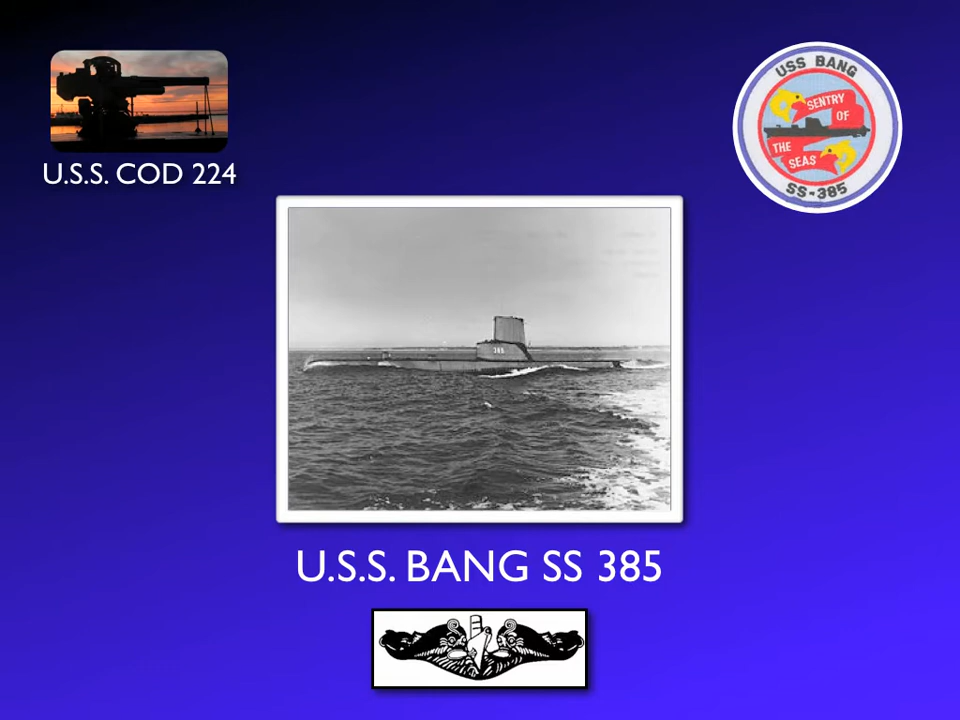 U.S.S. COD 224
USS BANG
SENTRY
OF
THE
SEAS
SS-385
385
U.S.S. BANG SS 385